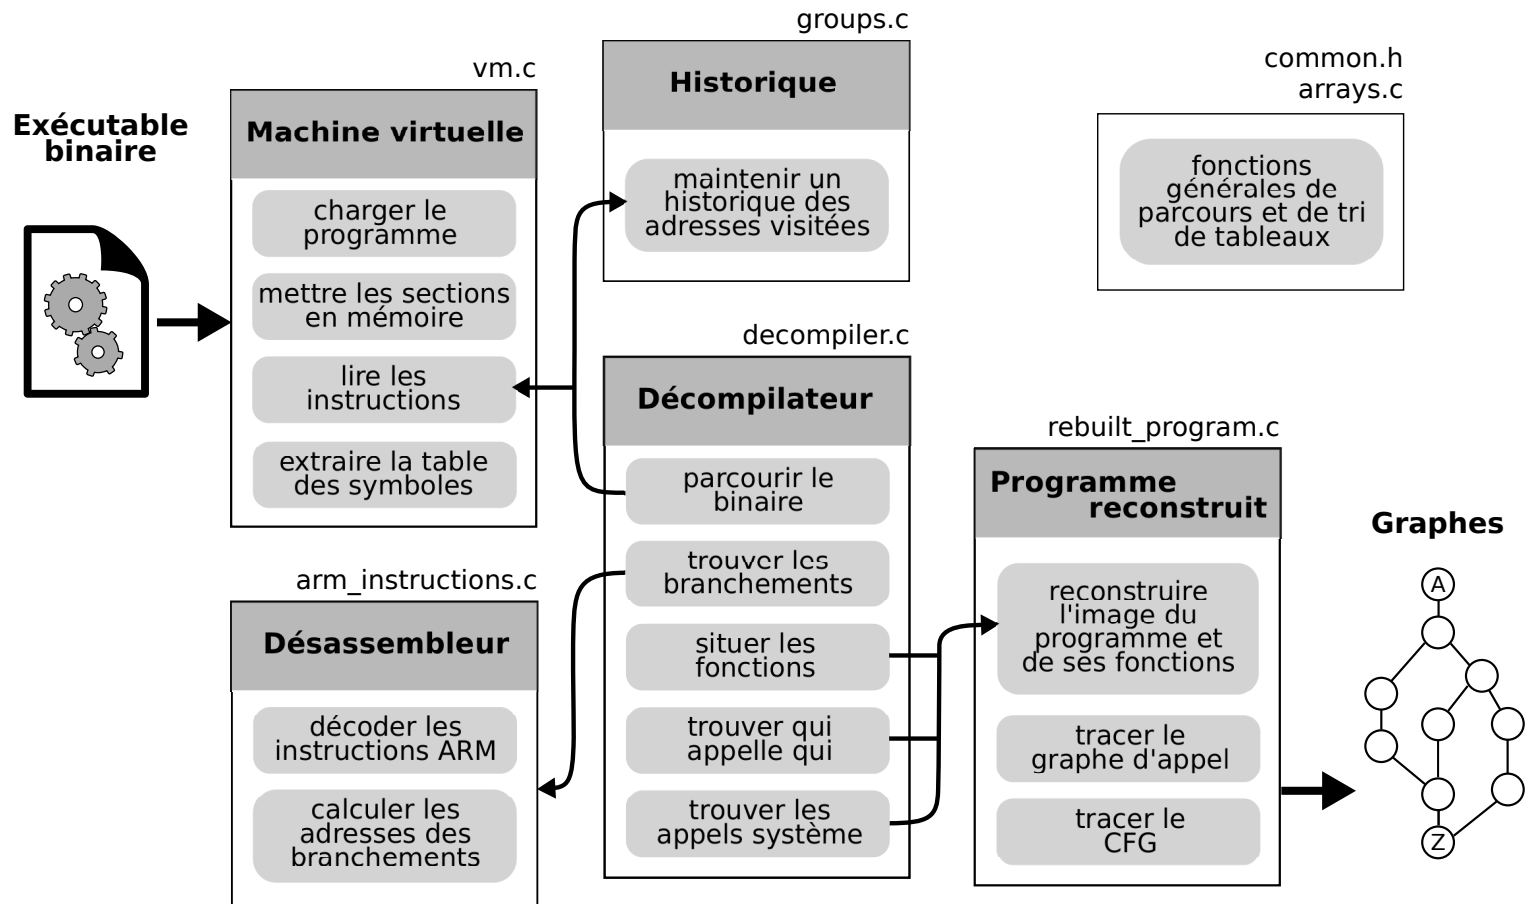 Exécutable
binaire
vm.c
Machine virtuelle
charger le
programme
mettre les sections
en mémoire
lire les
instructions
extraire la table
des symboles
arm_instructions.c
Désassembleur
décoder les
instructions ARM
calculer les
adresses des
branchements
groups.c
Historique
maintenir un
historique des
adresses visitées
decompiler.c
Décompilateur
parcourir le
binaire
trouver les
branchements
situer les
fonctions
trouver qui
appelle qui
trouver les
appels système
common.h
arrays.c
fonctions
générales de
parcours et de tri
de tableaux
rebuilt_program.c
Programme
reconstruit
reconstruire
l'image du
programme et
de ses fonctions
tracer le
graphe d'appel
tracer le
CFG
Graphes
A
Z